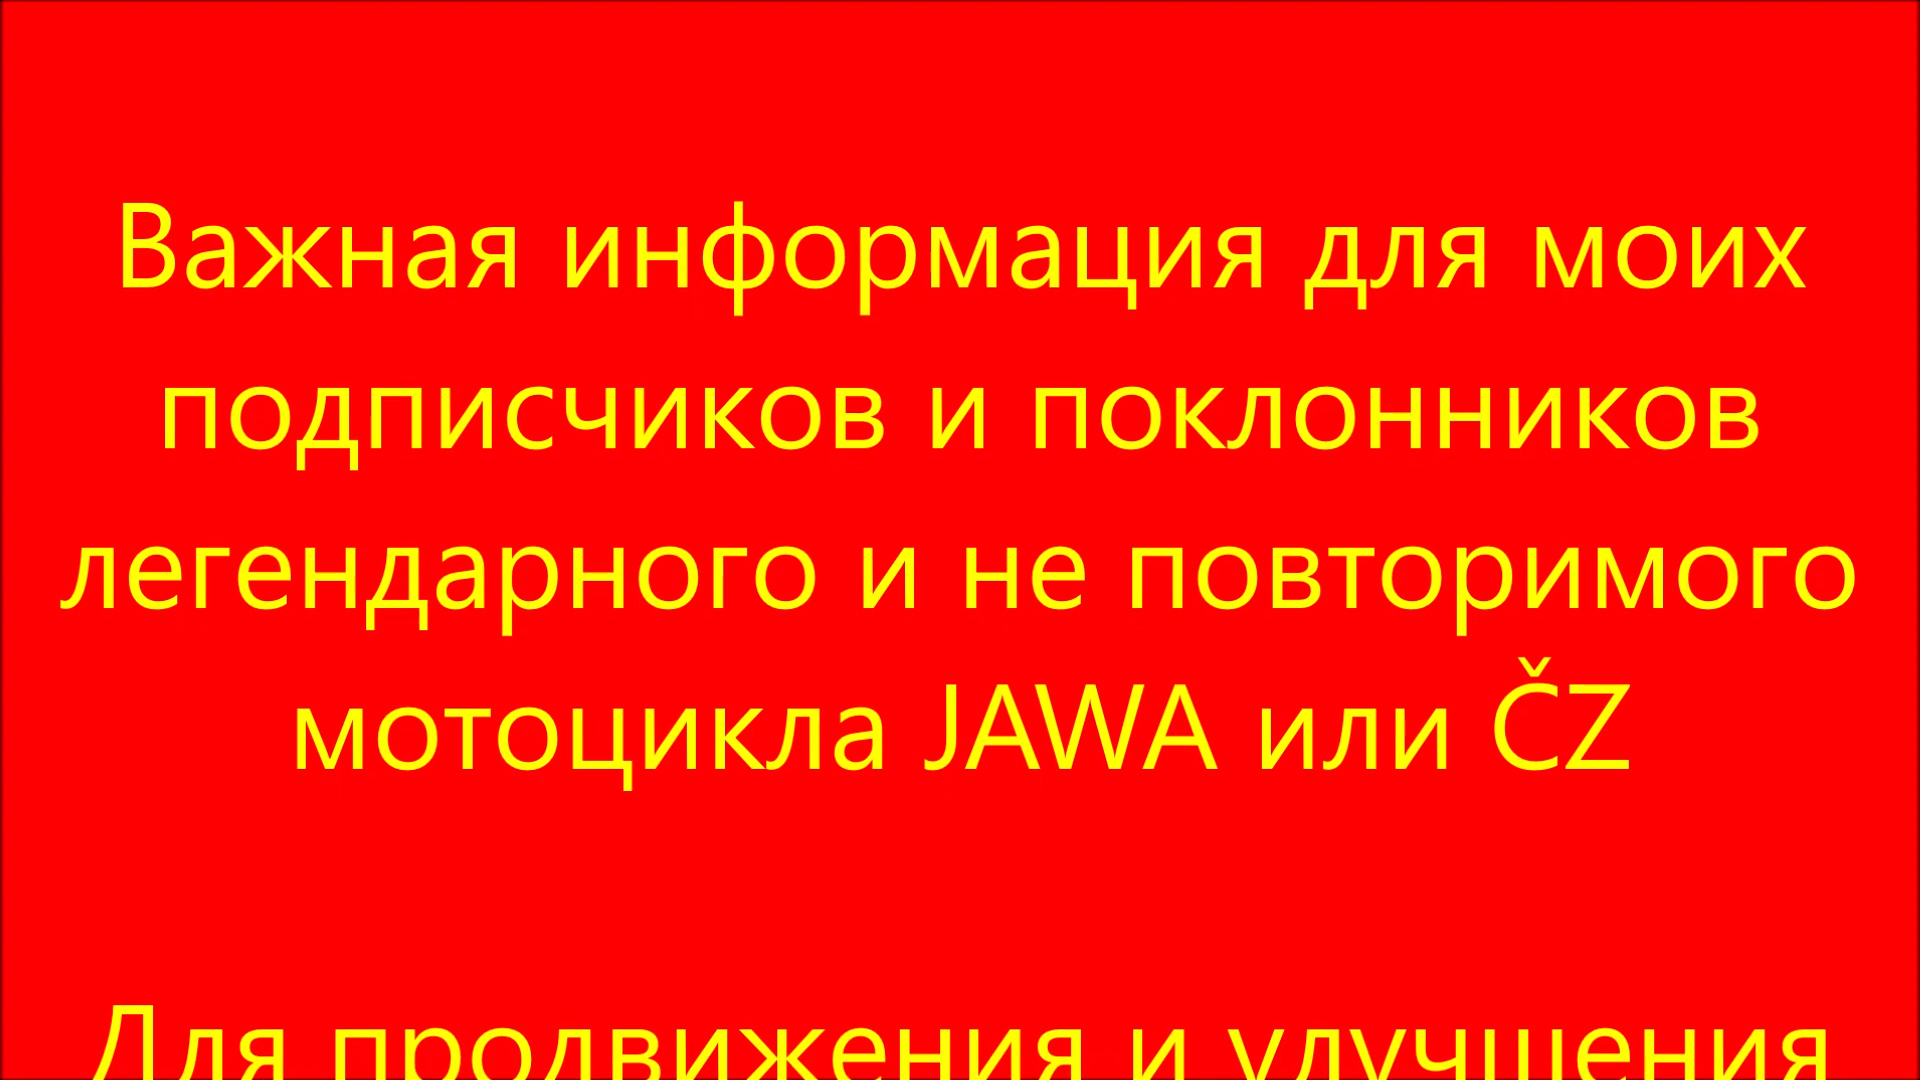 Важная информация для моих
подписчиков и поклонников
легендарного и не повторимого
мотоцикла JAWA или ČZ
Для продвижения и улучшения